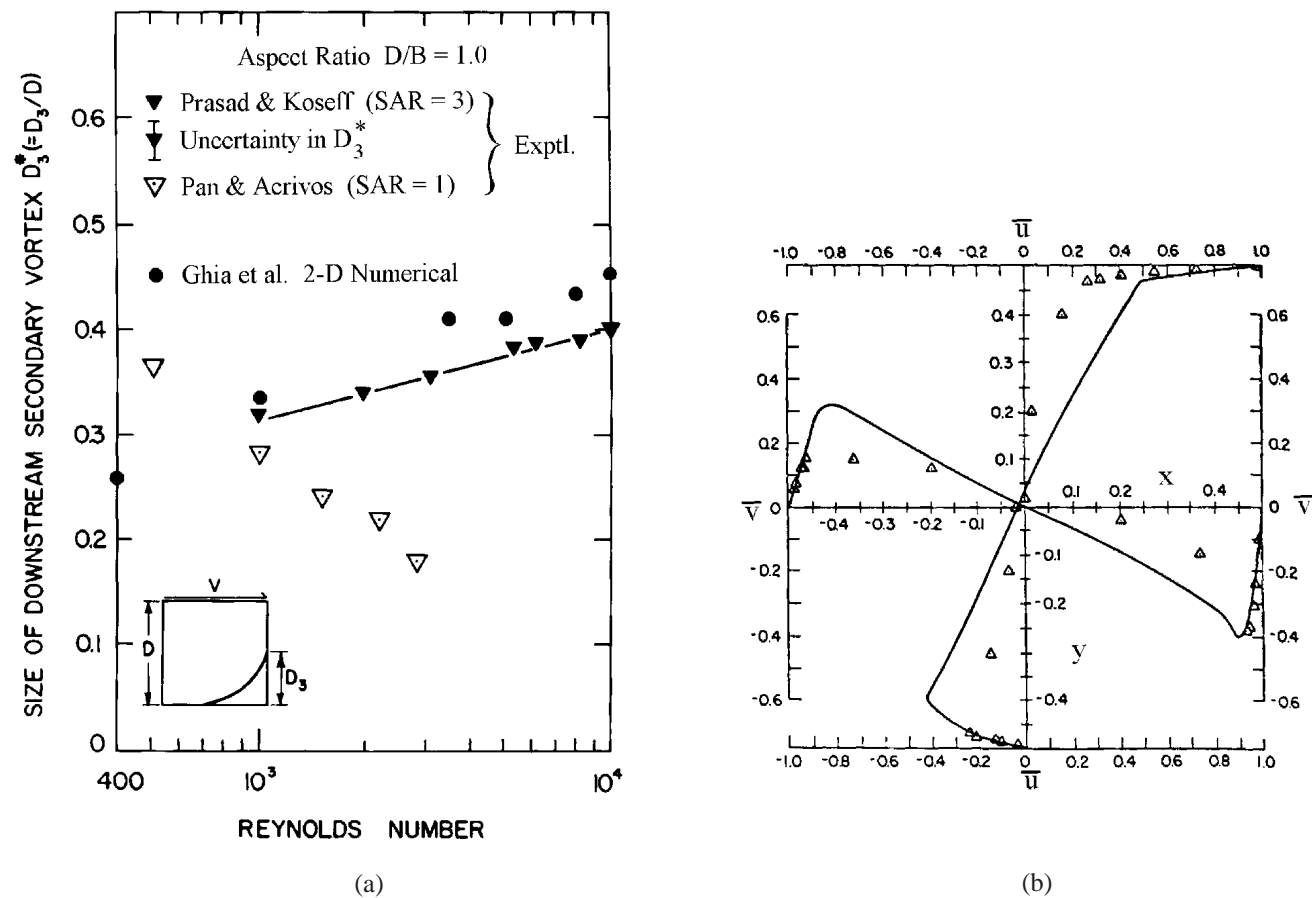 SIZE OF DOWNSTREAM SECONDARY VORTEX D3*(=D3/D)
0.6
0.5
0.4
0.3
0.2
0.1
0
Aspect Ratio D/B = 1.0
Prasad & Koseff (SAR = 3)
Uncertainty in D3*
Exptl.
Pan & Acrivos (SAR = 1)
Ghia et al. 2-D Numerical
V
D
D3
400
10³
10⁴
REYNOLDS NUMBER
(a)
u̅
-1.0 -0.8 -0.6 -0.4 -0.2 0 0.2 0.4 0.6 0.8 1.0
0.6
0.4
0.2
0
-0.2
-0.4
-0.6
v̅
0.4
0.3
0.2
0.1
-0.1
-0.2
-0.4
y
-0.4 -0.3 -0.2 -0.1
0.1 0.2 0.4
x
0.6
0.4
0.2
0
-0.2
-0.4
-0.6
v̅
-1.0 -0.8 -0.6 -0.4 -0.2 0 0.2 0.4 0.6 0.8 1.0
u̅
(b)